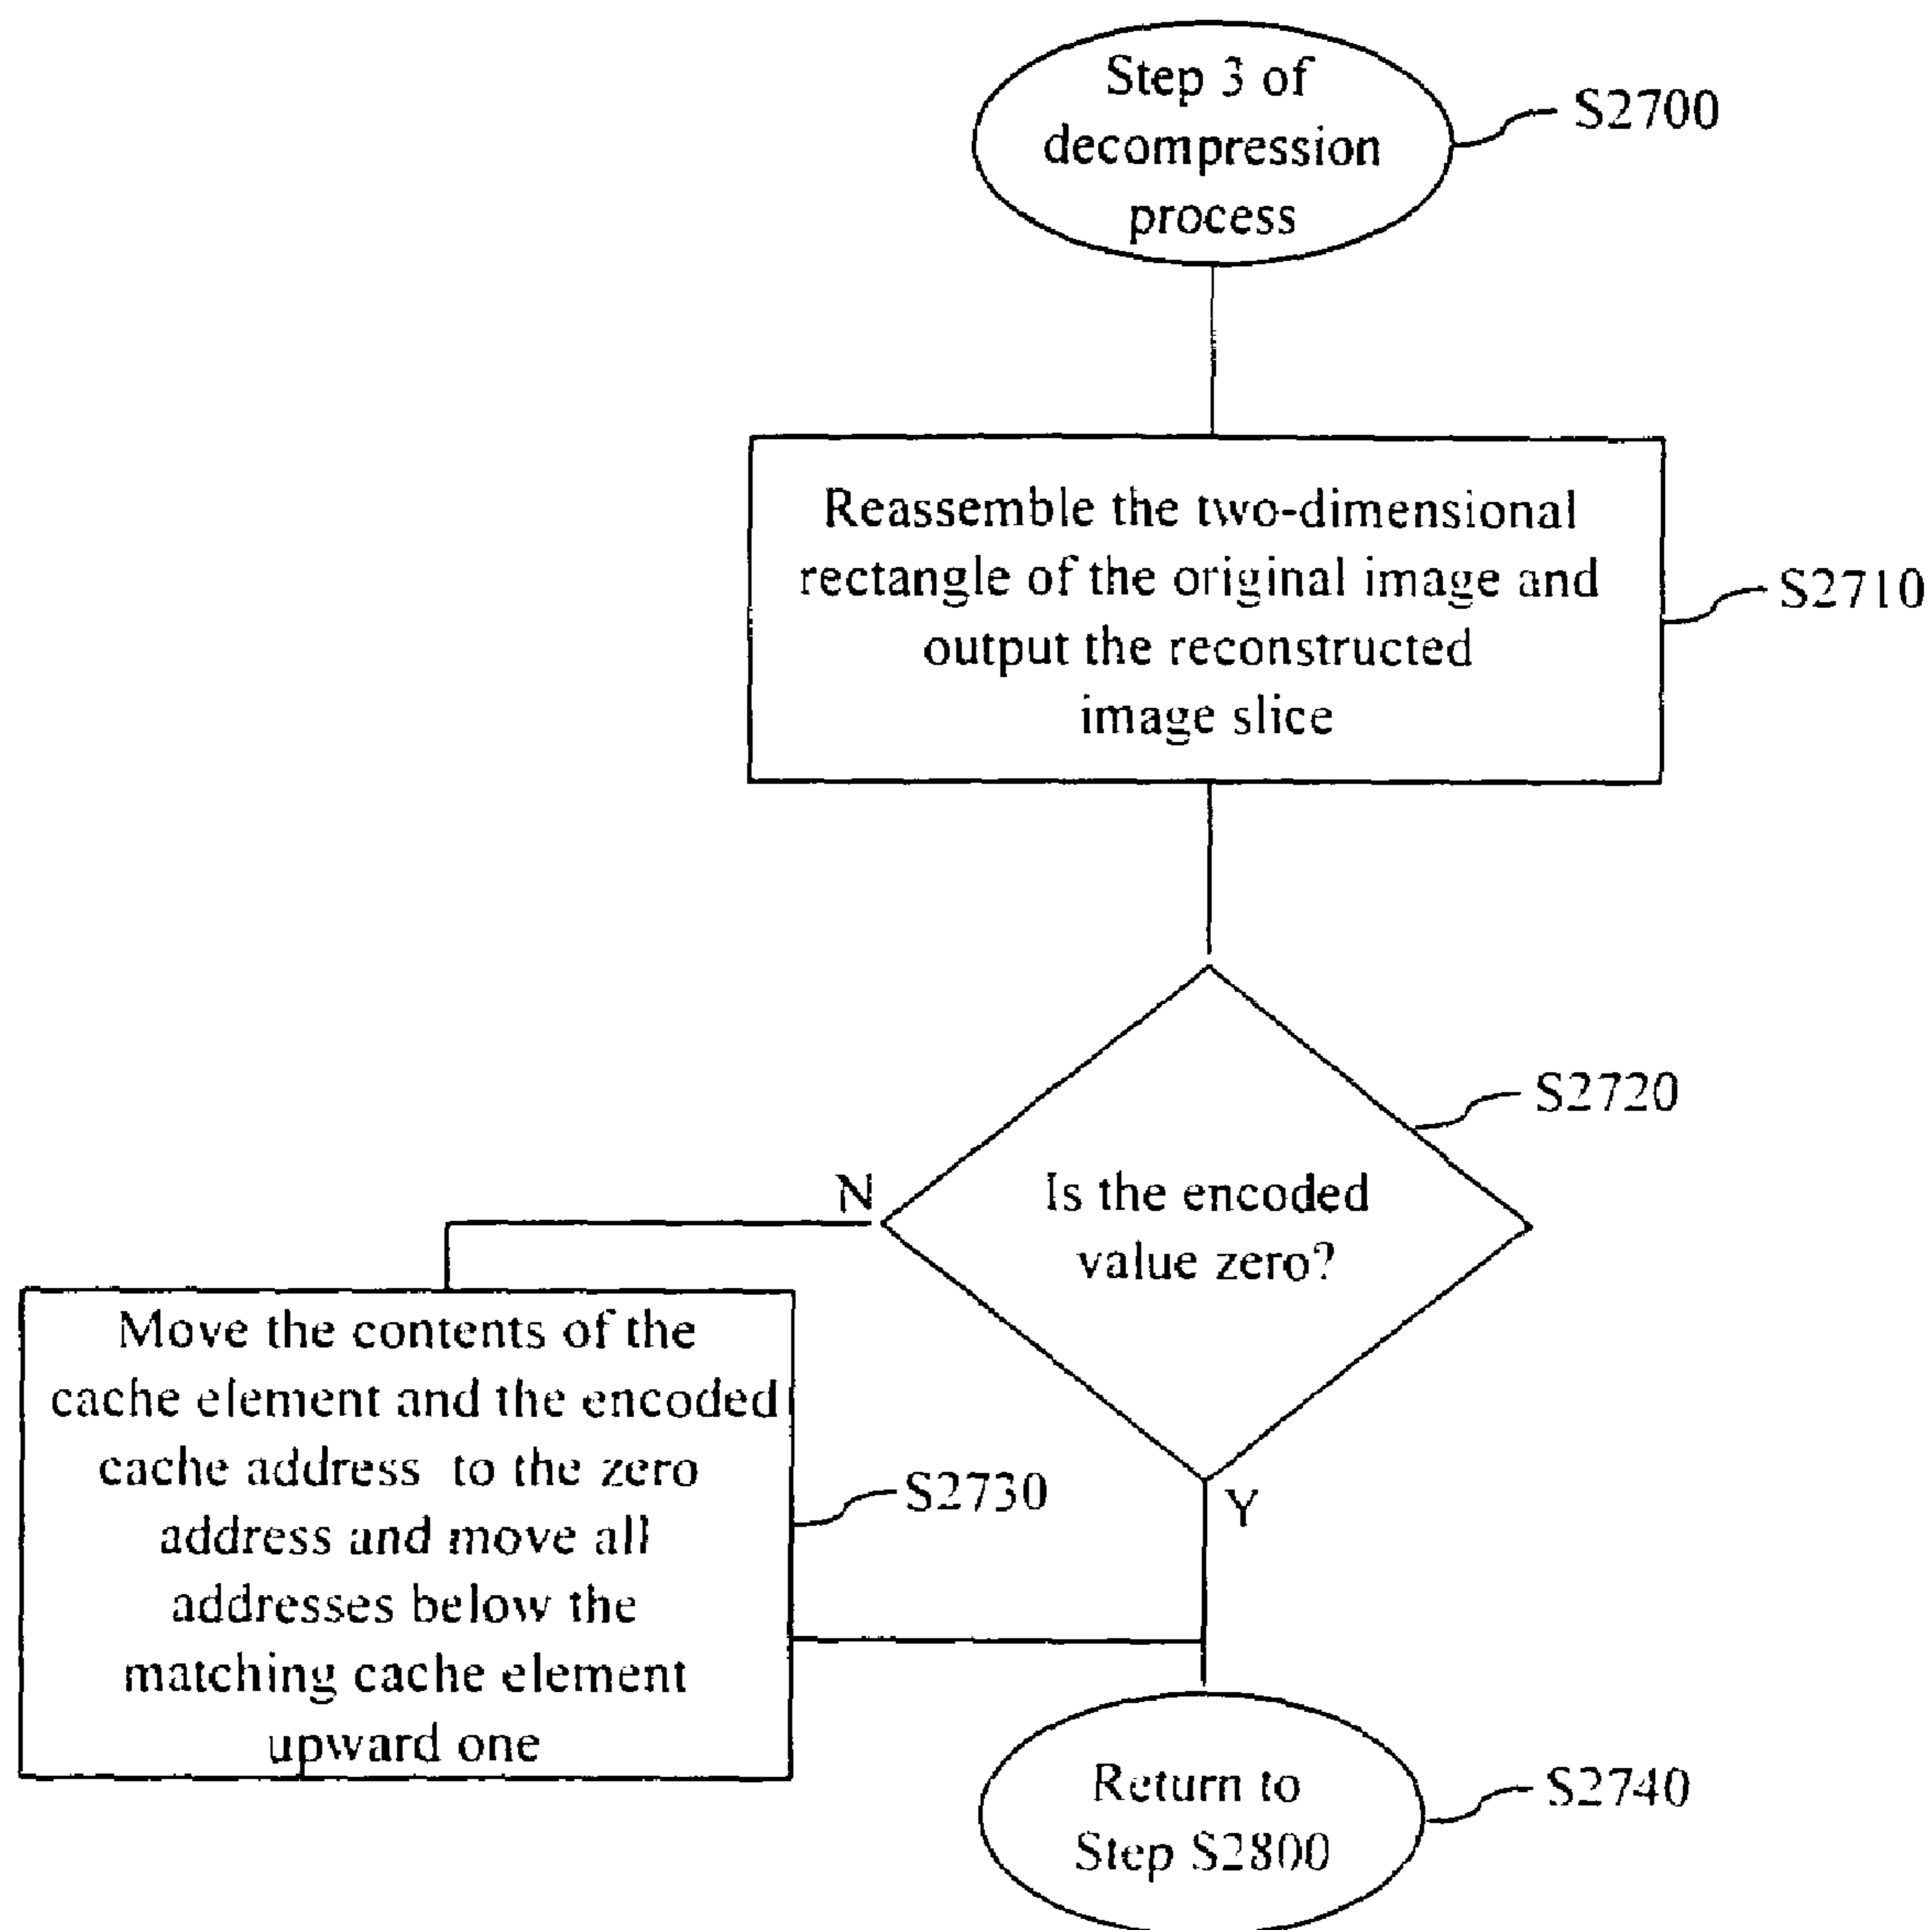 Step 3 of
decompression
process
S2700
Reassemble the two-dimensional
rectangle of the original image and
output the reconstructed
image slice
S2710
S2720
Is the encoded
value zero?
N
Y
Move the contents of the
cache element and the encoded
cache address to the zero
address and move all
addresses below the
matching cache element
upward one
S2730
Return to
Step S2800
S2740